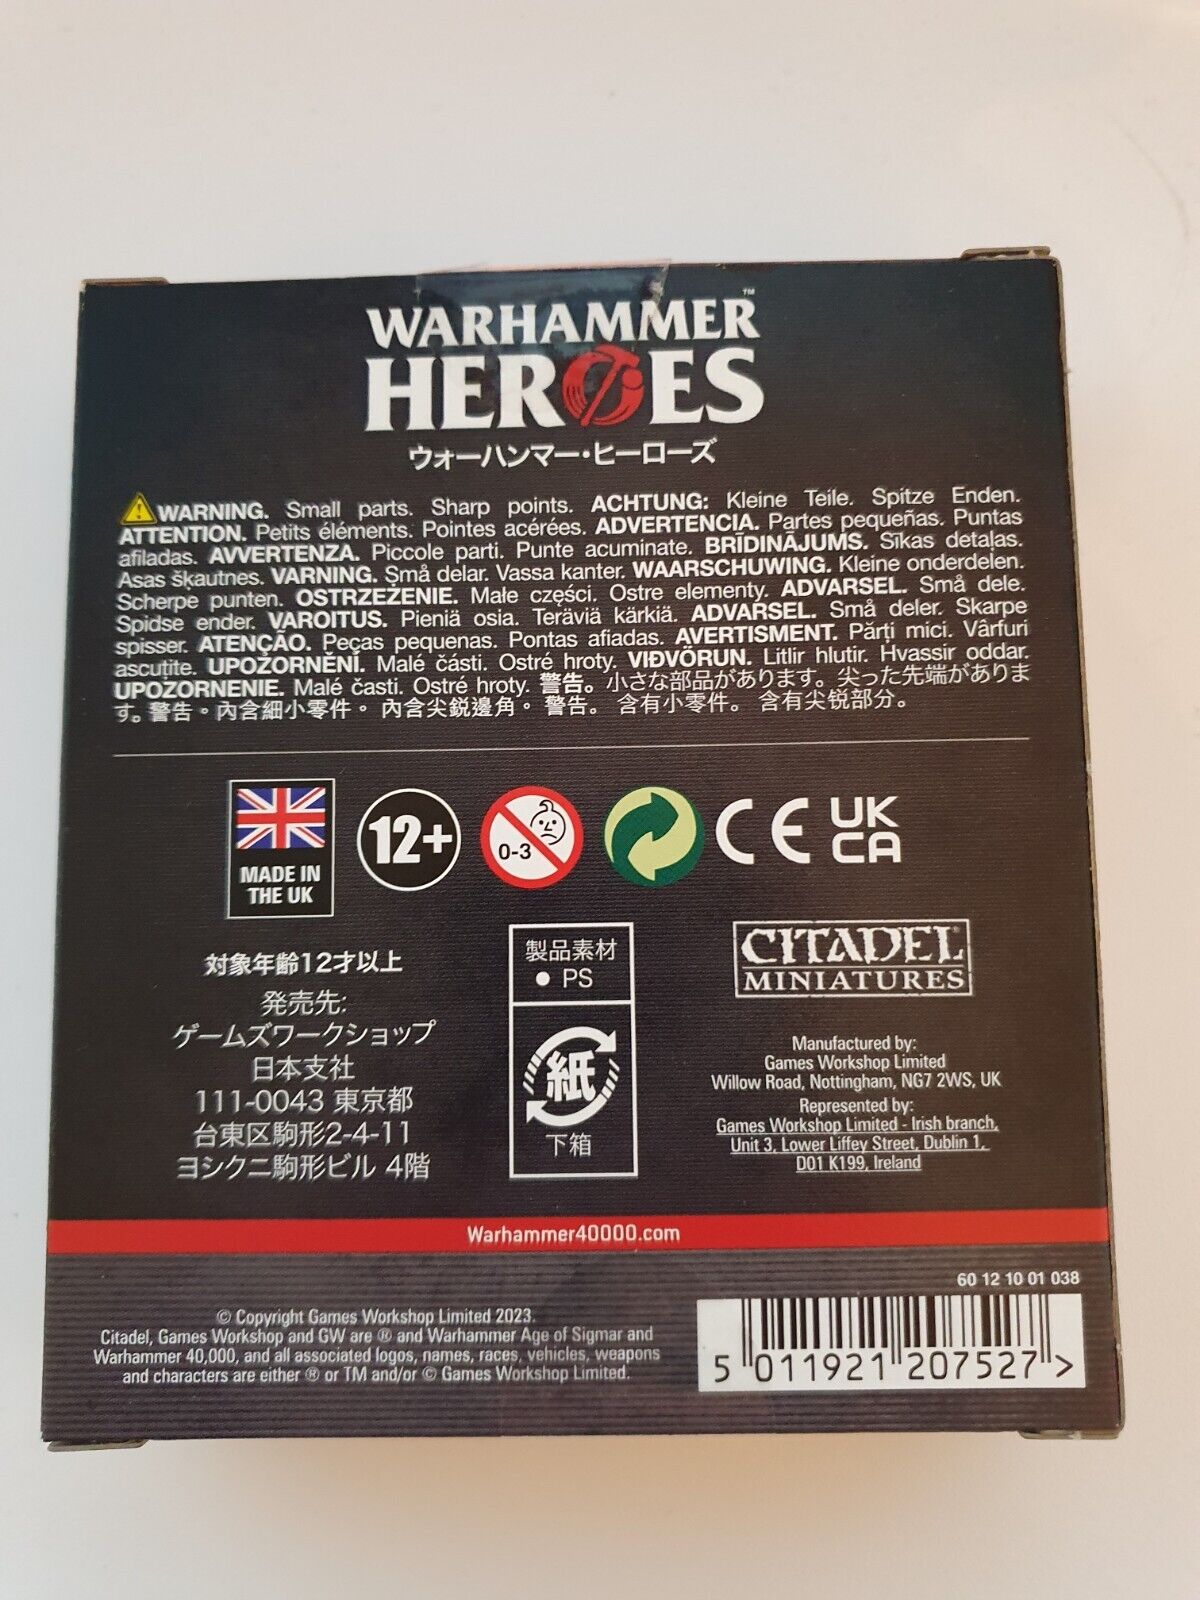 WARHAMMER™
HEROES
ウォーハンマー・ヒーローズ
WARNING. Small parts. Sharp points. ACHTUNG: Kleine Teile. Spitze Enden.
ATTENTION. Petits éléments. Pointes acérées. ADVERTENCIA. Partes pequeñas. Puntas
afiladas. AVVERTENZA. Piccole parti. Punte acuminate. BRĪDINĀJUMS. Sīkas detaļas.
Asas šķautnes. VARNING. Små delar. Vassa kanter. WAARSCHUWING. Kleine onderdelen.
Scherpe punten. OSTRZEŻENIE. Małe części. Ostre elementy. ADVARSEL. Små dele.
Spidse ender. VAROITUS. Pieniä osia. Teräviä kärkiä. ADVARSEL. Små deler. Skarpe
spisser. ATENÇÃO. Peças pequenas. Pontas afiadas. AVERTISMENT. Părți mici. Vârfuri
ascuțite. UPOZORNĚNÍ. Malé části. Ostré hroty. VIÐVÖRUN. Litlir hlutir. Hvassir oddar.
UPOZORNENIE. Malé časti. Ostré hroty. 警告。小さな部品があります。尖った先端がありま
す。警告。內含細小零件。 內含尖銳邊角。 警告。 含有小零件。 含有尖锐部分。
MADE IN
THE UK
12+
0-3
CE
UK
CA
対象年齢12才以上
発売先:
ゲームズワークショップ
日本支社
111-0043 東京都
台東区駒形2-4-11
ヨシクニ駒形ビル 4階
製品素材
● PS
紙
下箱
CITADEL®
MINIATURES
Manufactured by:
Games Workshop Limited
Willow Road, Nottingham, NG7 2WS, UK
Represented by:
Games Workshop Limited - Irish branch,
Unit 3, Lower Liffey Street, Dublin 1,
D01 K199, Ireland
Warhammer40000.com
60 12 10 01 038
© Copyright Games Workshop Limited 2023.
Citadel, Games Workshop and GW are ® and Warhammer Age of Sigmar and
Warhammer 40,000, and all associated logos, names, races, vehicles, weapons
and characters are either ® or TM and/or © Games Workshop Limited.
5 011921 207527 >